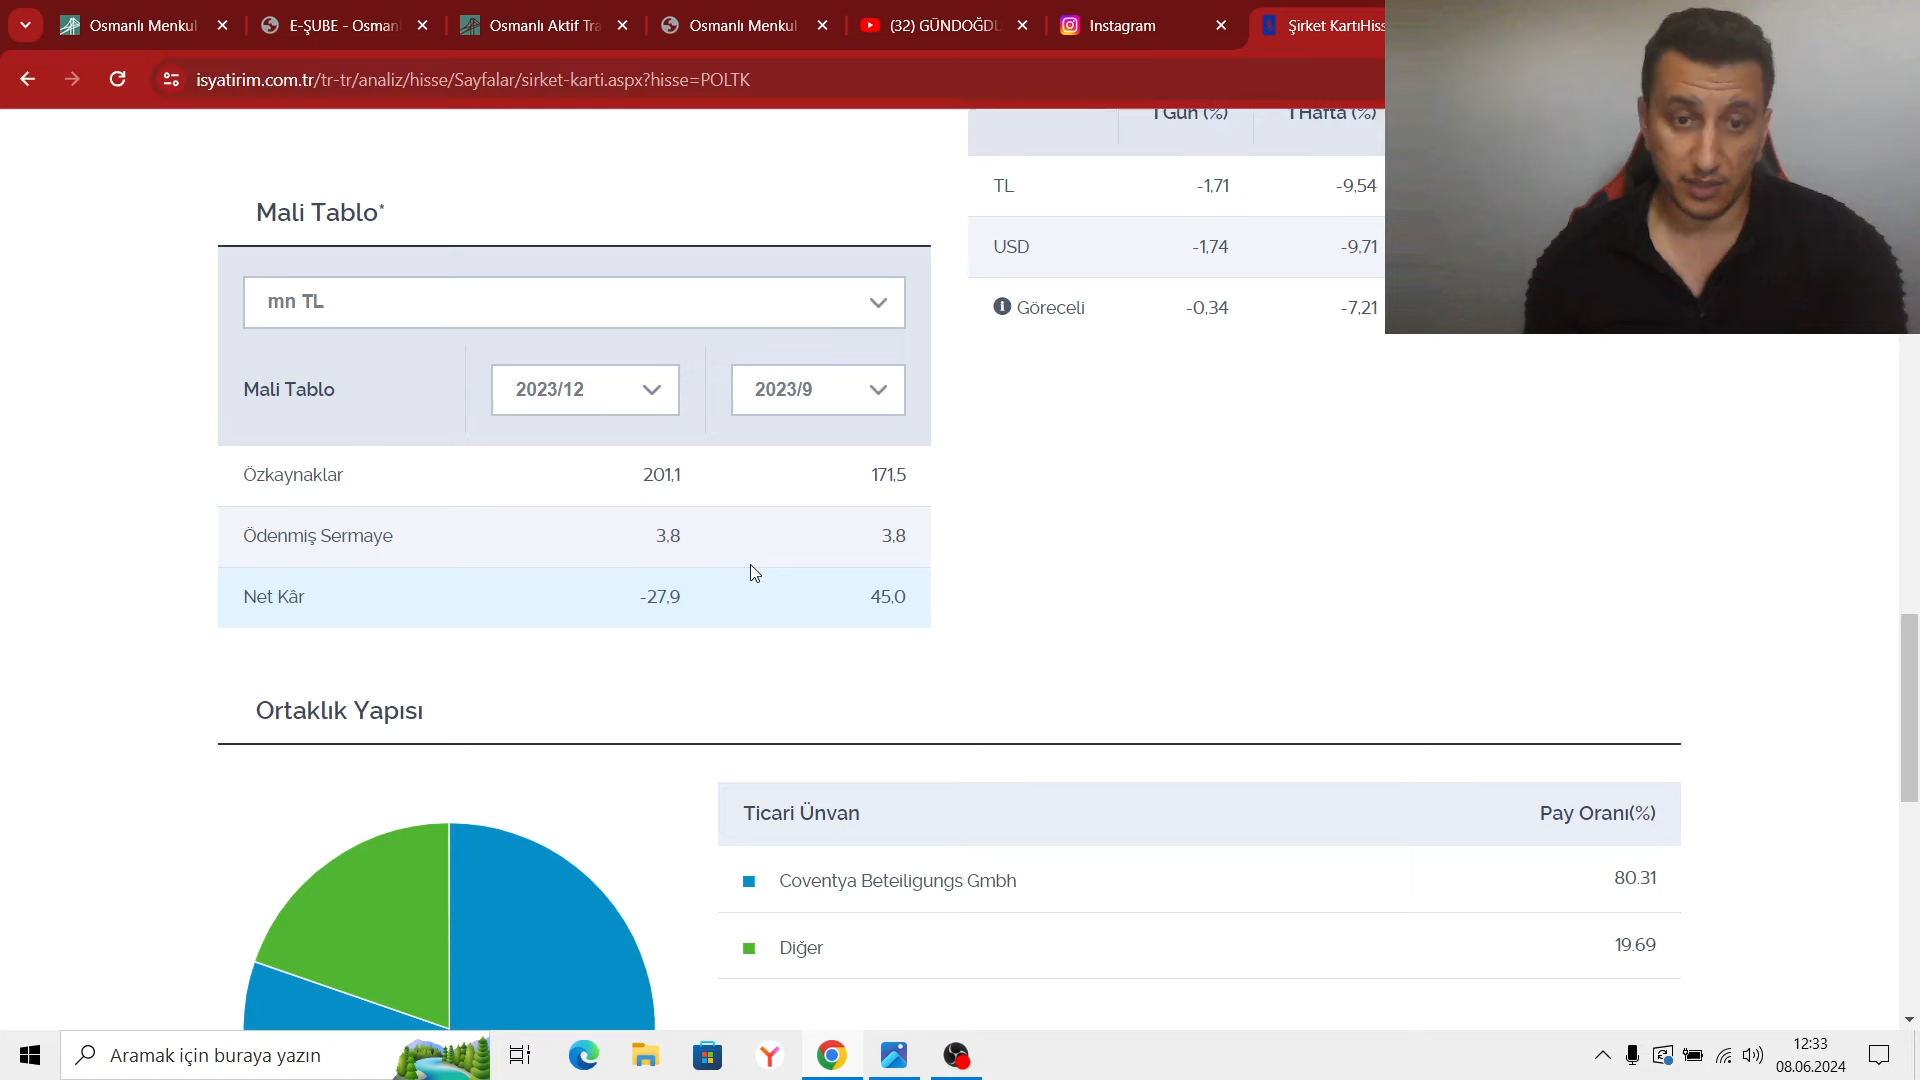 Osmanlı Menkul
E-ŞUBE - Osmanl
Osmanlı Aktif Tra
Osmanlı Menkul
(32) GÜNDOĞDU
Instagram
Şirket KartıHiss
isyatirim.com.tr/tr-tr/analiz/hisse/Sayfalar/sirket-karti.aspx?hisse=POLTK
1 Gün (%) 1 Hafta (%)
TL -1,71 -9,54
USD -1,74 -9,71
Göreceli -0,34 -7,21
Mali Tablo*
mn TL
Mali Tablo 2023/12 2023/9
Özkaynaklar 201,1 171,5
Ödenmiş Sermaye 3,8 3,8
Net Kâr -27,9 45,0
Ortaklık Yapısı
Ticari Ünvan Pay Oranı(%)
Coventya Beteiligungs Gmbh 80.31
Diğer 19.69
Aramak için buraya yazın
12:33
08.06.2024